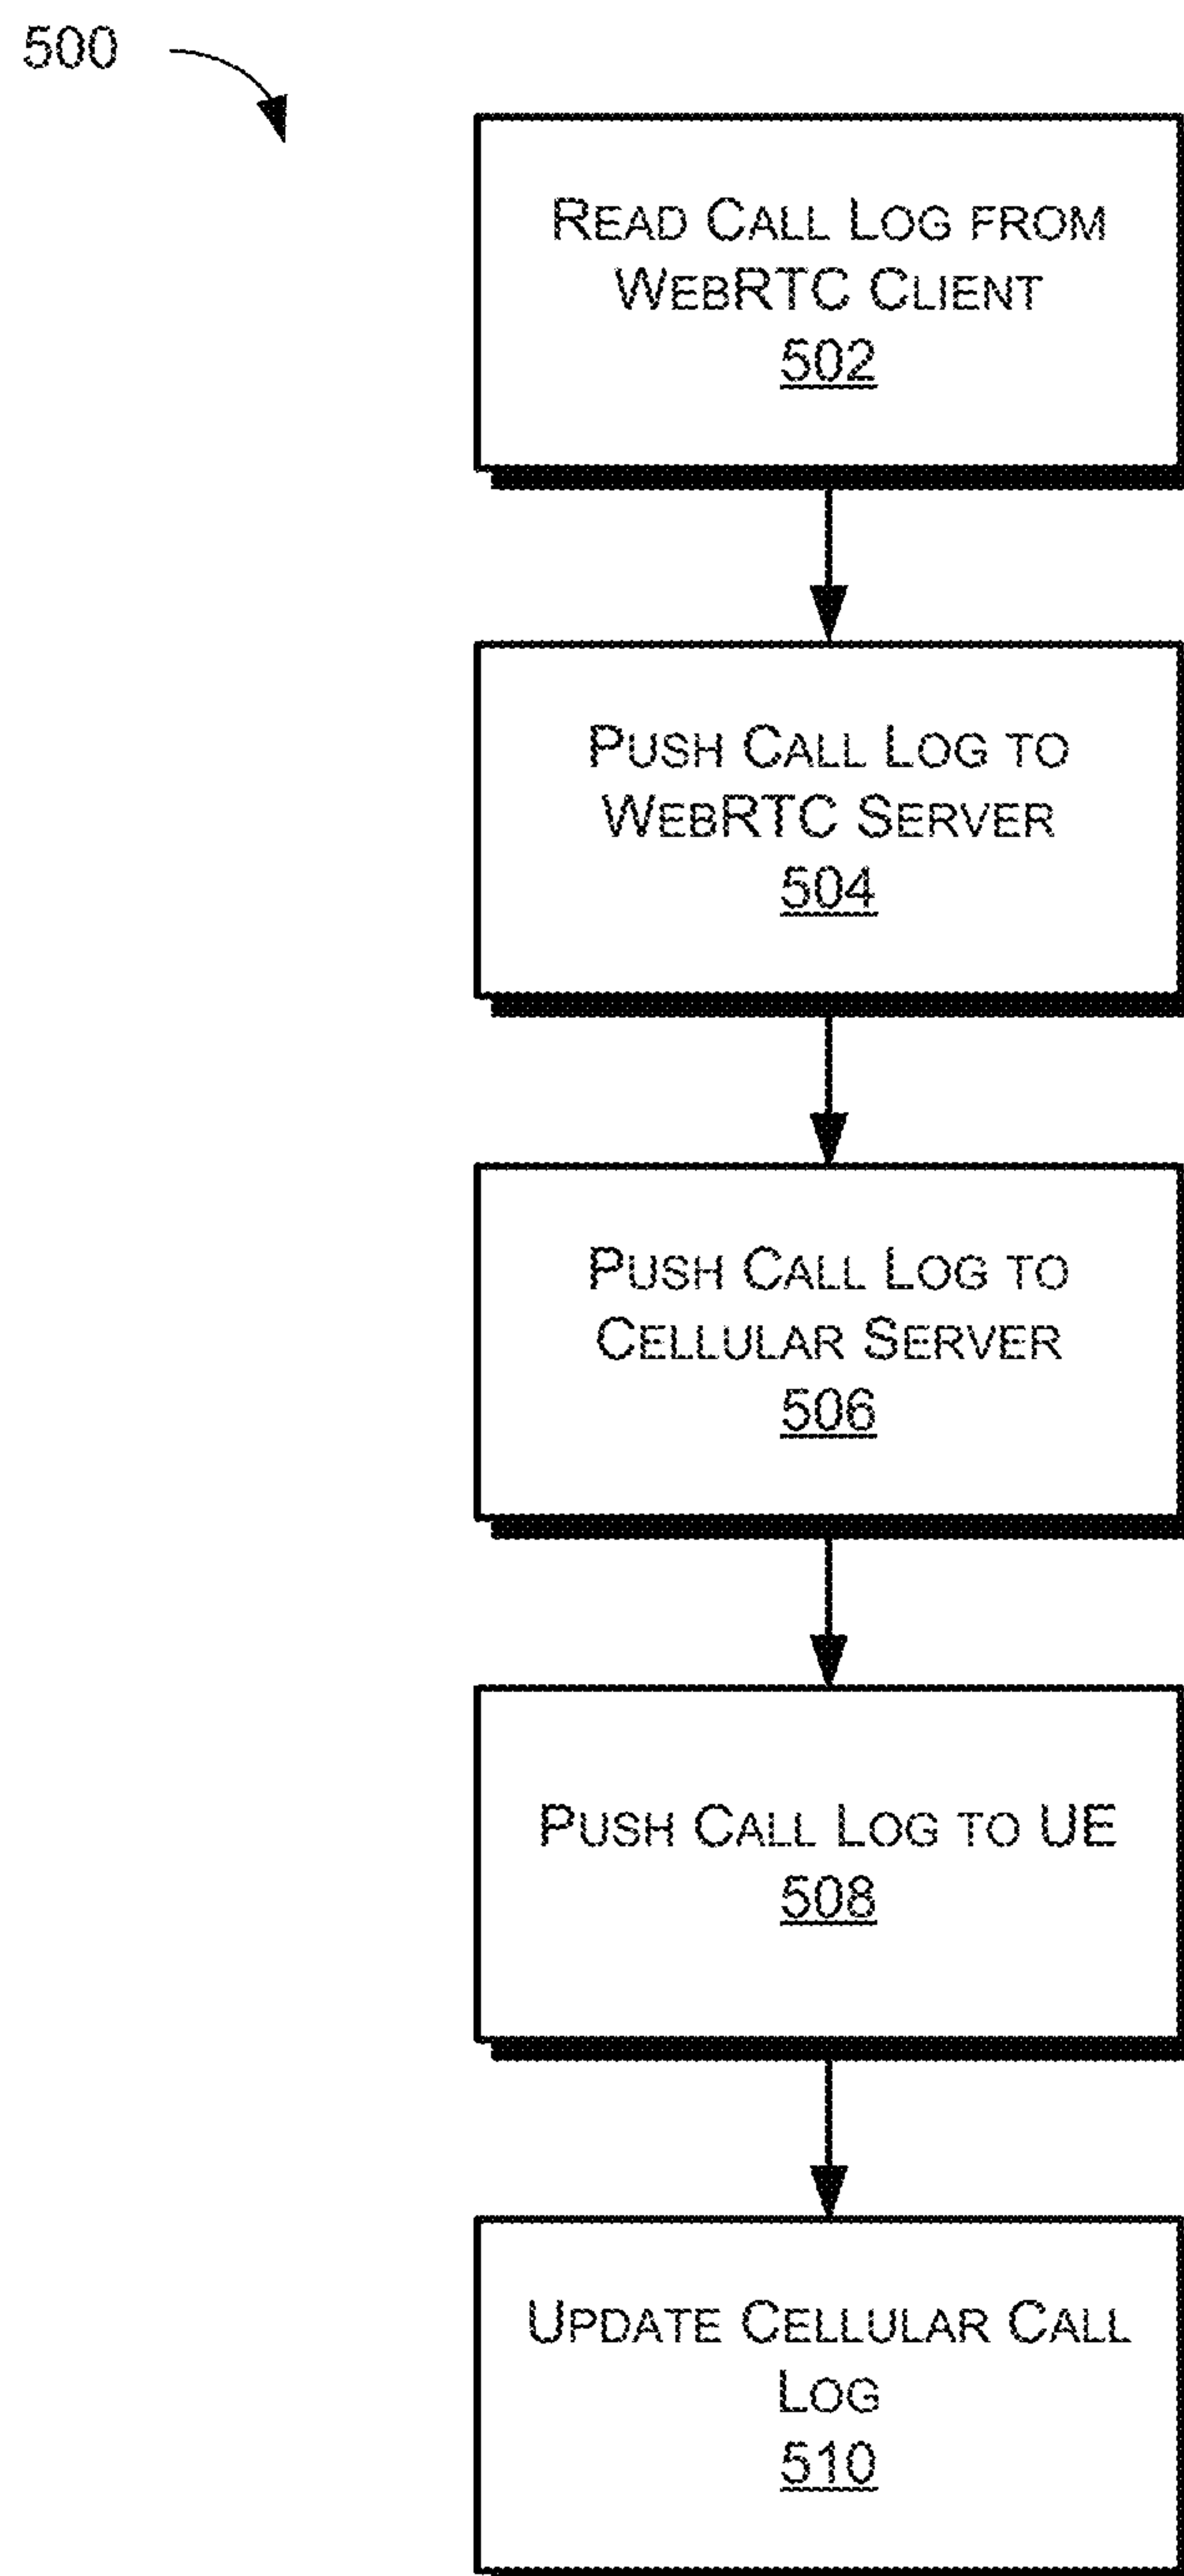 500
READ CALL LOG FROM
WEBRTC CLIENT
502
PUSH CALL LOG TO
WEBRTC SERVER
504
PUSH CALL LOG TO
CELLULAR SERVER
506
PUSH CALL LOG TO UE
508
UPDATE CELLULAR CALL
LOG
510